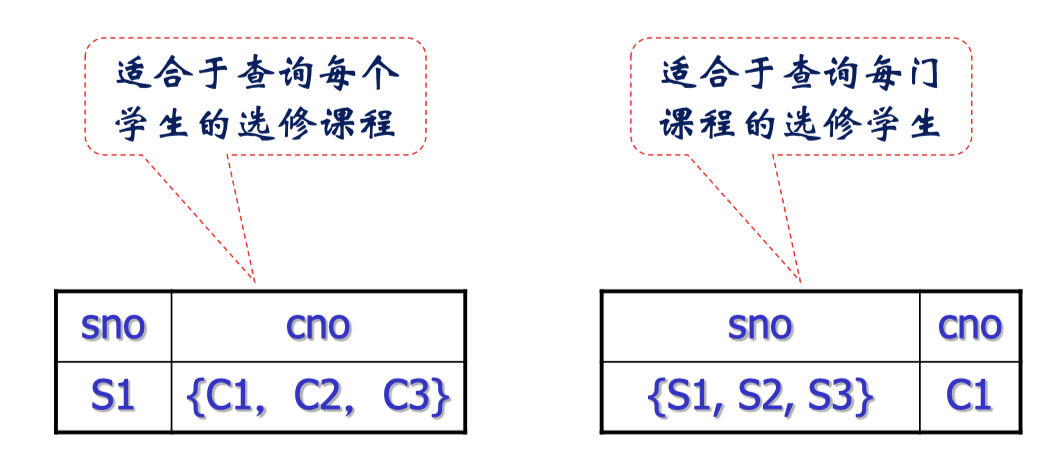 适合于查询每个
学生的选修课程
适合于查询每门
课程的选修学生
sno cno
S1 {C1, C2, C3}
sno cno
{S1, S2, S3} C1